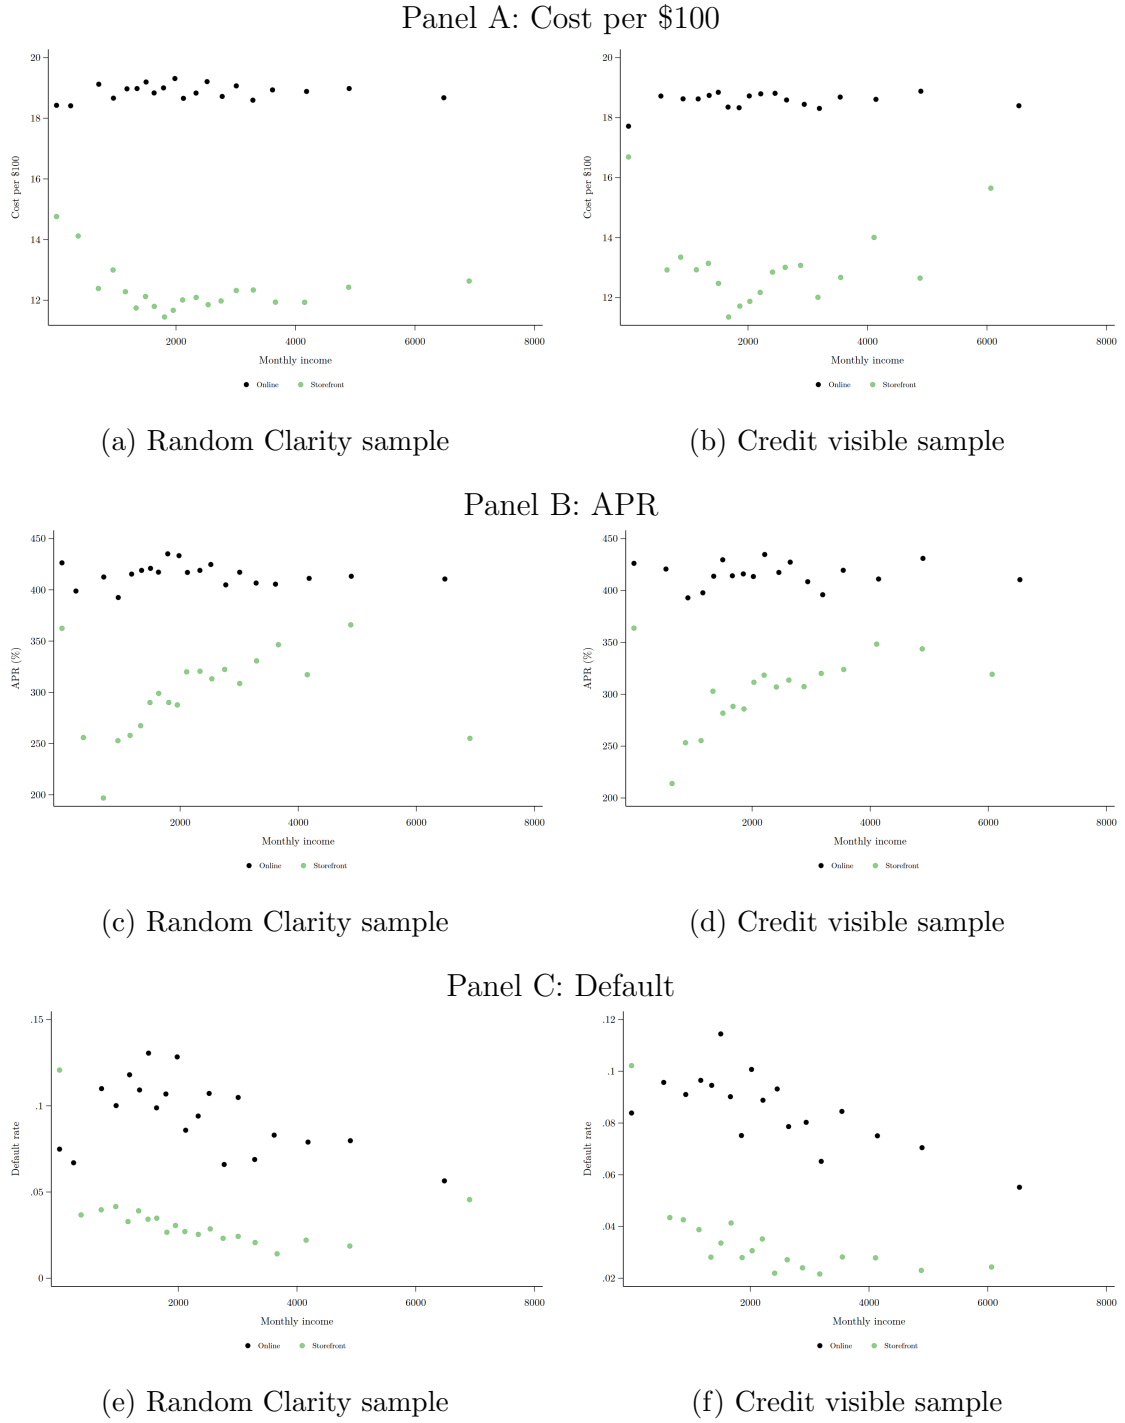 Panel A: Cost per $100
20
18
16
14
12
Cost per $100
2000 4000 6000 8000
Monthly income
Online Storefront
(a) Random Clarity sample
20
18
16
14
12
Cost per $100
2000 4000 6000 8000
Monthly income
Online Storefront
(b) Credit visible sample
Panel B: APR
450
400
350
300
250
200
APR (%)
2000 4000 6000 8000
Monthly income
Online Storefront
(c) Random Clarity sample
450
400
350
300
250
200
APR (%)
2000 4000 6000 8000
Monthly income
Online Storefront
(d) Credit visible sample
Panel C: Default
.15
.1
.05
0
Default rate
2000 4000 6000 8000
Monthly income
Online Storefront
(e) Random Clarity sample
.12
.1
.08
.06
.04
.02
Default rate
2000 4000 6000 8000
Monthly income
Online Storefront
(f) Credit visible sample